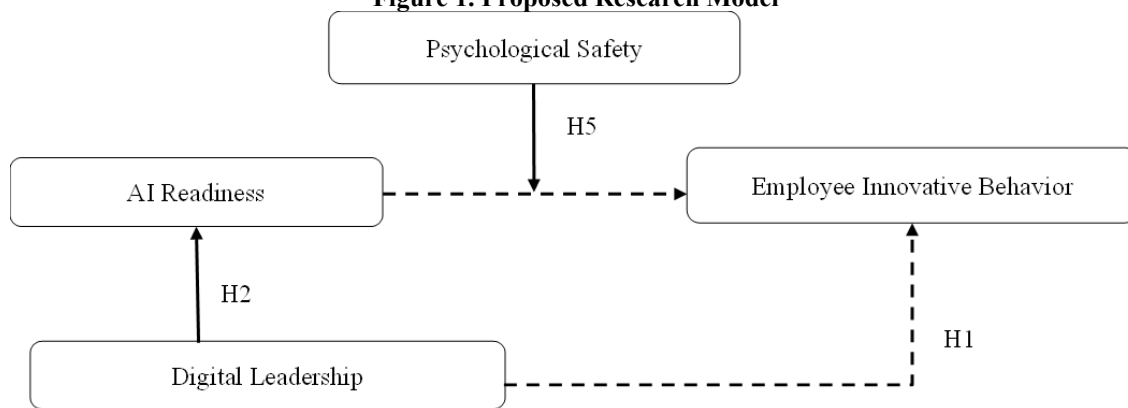 Figure 1. Proposed Research Model
Psychological Safety
H5
AI Readiness
Employee Innovative Behavior
H2
H1
Digital Leadership